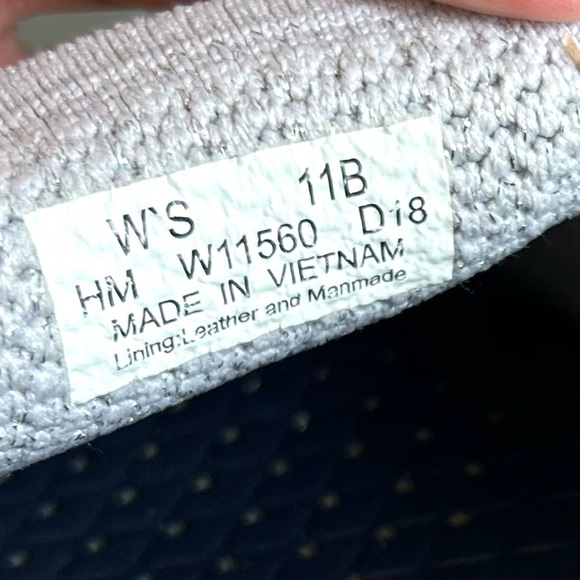 W`S 11B
HM W11560 D18
MADE IN VIETNAM
Lining:Leather and Manmade